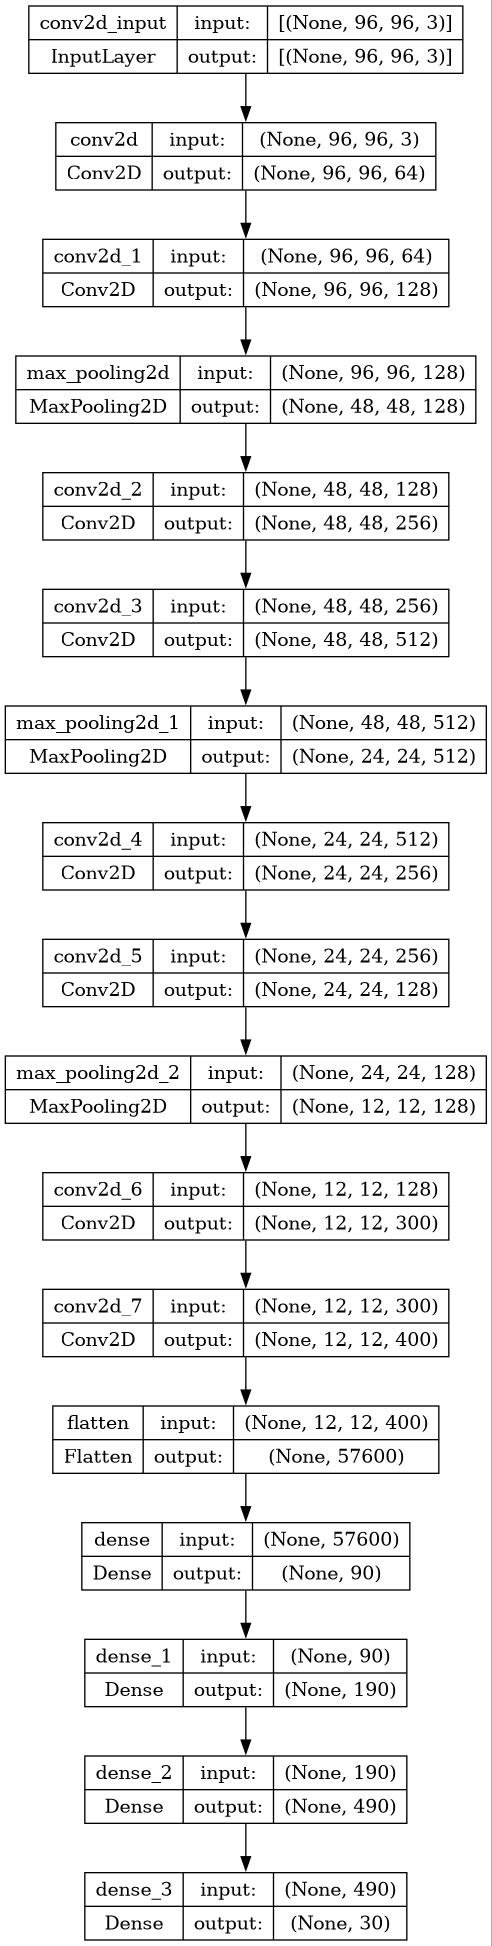 conv2d_input input: [(None, 96, 96, 3)]
InputLayer output: [(None, 96, 96, 3)]
conv2d input: (None, 96, 96, 3)
Conv2D output: (None, 96, 96, 64)
conv2d_1 input: (None, 96, 96, 64)
Conv2D output: (None, 96, 96, 128)
max_pooling2d input: (None, 96, 96, 128)
MaxPooling2D output: (None, 48, 48, 128)
conv2d_2 input: (None, 48, 48, 128)
Conv2D output: (None, 48, 48, 256)
conv2d_3 input: (None, 48, 48, 256)
Conv2D output: (None, 48, 48, 512)
max_pooling2d_1 input: (None, 48, 48, 512)
MaxPooling2D output: (None, 24, 24, 512)
conv2d_4 input: (None, 24, 24, 512)
Conv2D output: (None, 24, 24, 256)
conv2d_5 input: (None, 24, 24, 256)
Conv2D output: (None, 24, 24, 128)
max_pooling2d_2 input: (None, 24, 24, 128)
MaxPooling2D output: (None, 12, 12, 128)
conv2d_6 input: (None, 12, 12, 128)
Conv2D output: (None, 12, 12, 300)
conv2d_7 input: (None, 12, 12, 300)
Conv2D output: (None, 12, 12, 400)
flatten input: (None, 12, 12, 400)
Flatten output: (None, 57600)
dense input: (None, 57600)
Dense output: (None, 90)
dense_1 input: (None, 90)
Dense output: (None, 190)
dense_2 input: (None, 190)
Dense output: (None, 490)
dense_3 input: (None, 490)
Dense output: (None, 30)